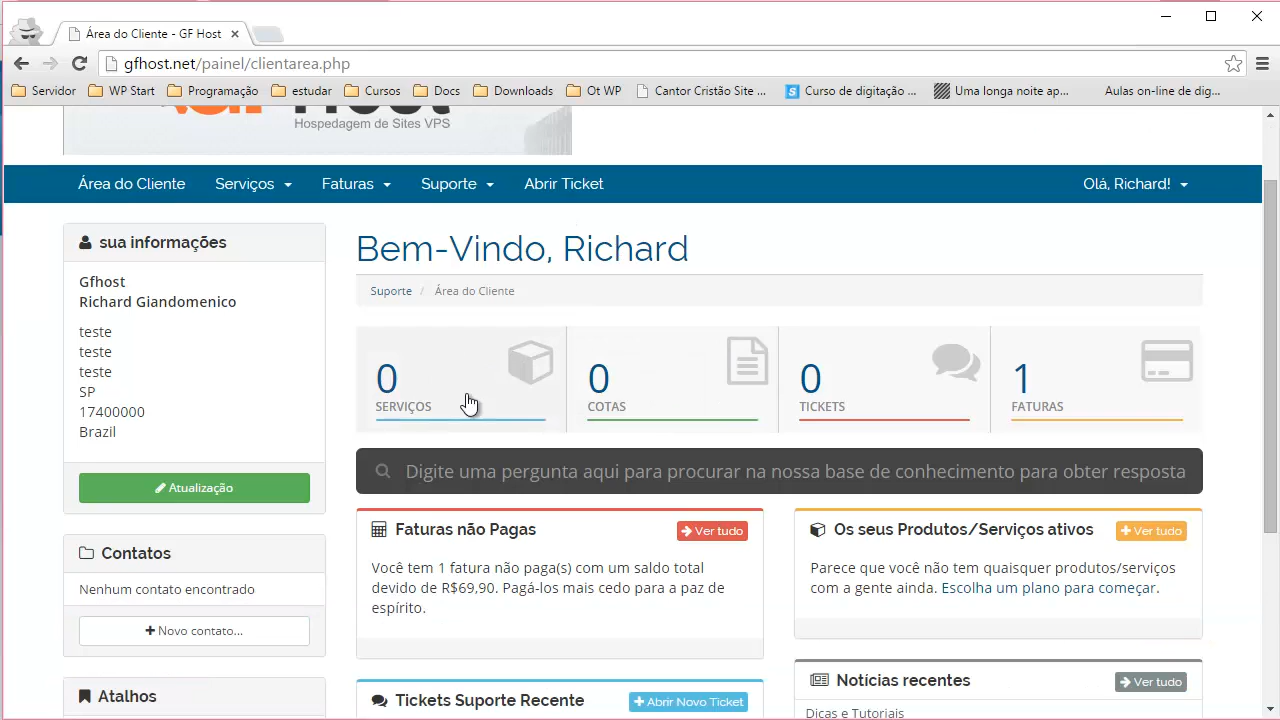 Área do Cliente - GF Host
gfhost.net/painel/clientarea.php
Servidor WP Start Programação estudar Cursos Docs Downloads Ot WP Cantor Cristão Site ... Curso de digitação ... Uma longa noite ap... Aulas on-line de dig...
Host
Hospedagem de Sites VPS
Área do Cliente Serviços Faturas Suporte Abrir Ticket Olá, Richard!
sua informações
Gfhost
Richard Giandomenico
teste
teste
teste
SP
17400000
Brazil
Atualização
Contatos
Nenhum contato encontrado
Novo contato...
Atalhos
Bem-Vindo, Richard
Suporte / Área do Cliente
0 0 0 1
SERVIÇOS COTAS TICKETS FATURAS
Digite uma pergunta aqui para procurar na nossa base de conhecimento para obter resposta
Faturas não Pagas Ver tudo
Você tem 1 fatura não paga(s) com um saldo total
devido de R$69,90. Pagá-los mais cedo para a paz de
espírito.
Os seus Produtos/Serviços ativos Ver tudo
Parece que você não tem quaisquer produtos/serviços
com a gente ainda. Escolha um plano para começar.
Tickets Suporte Recente Abrir Novo Ticket
Notícias recentes Ver tudo
Dicas e Tutoriais